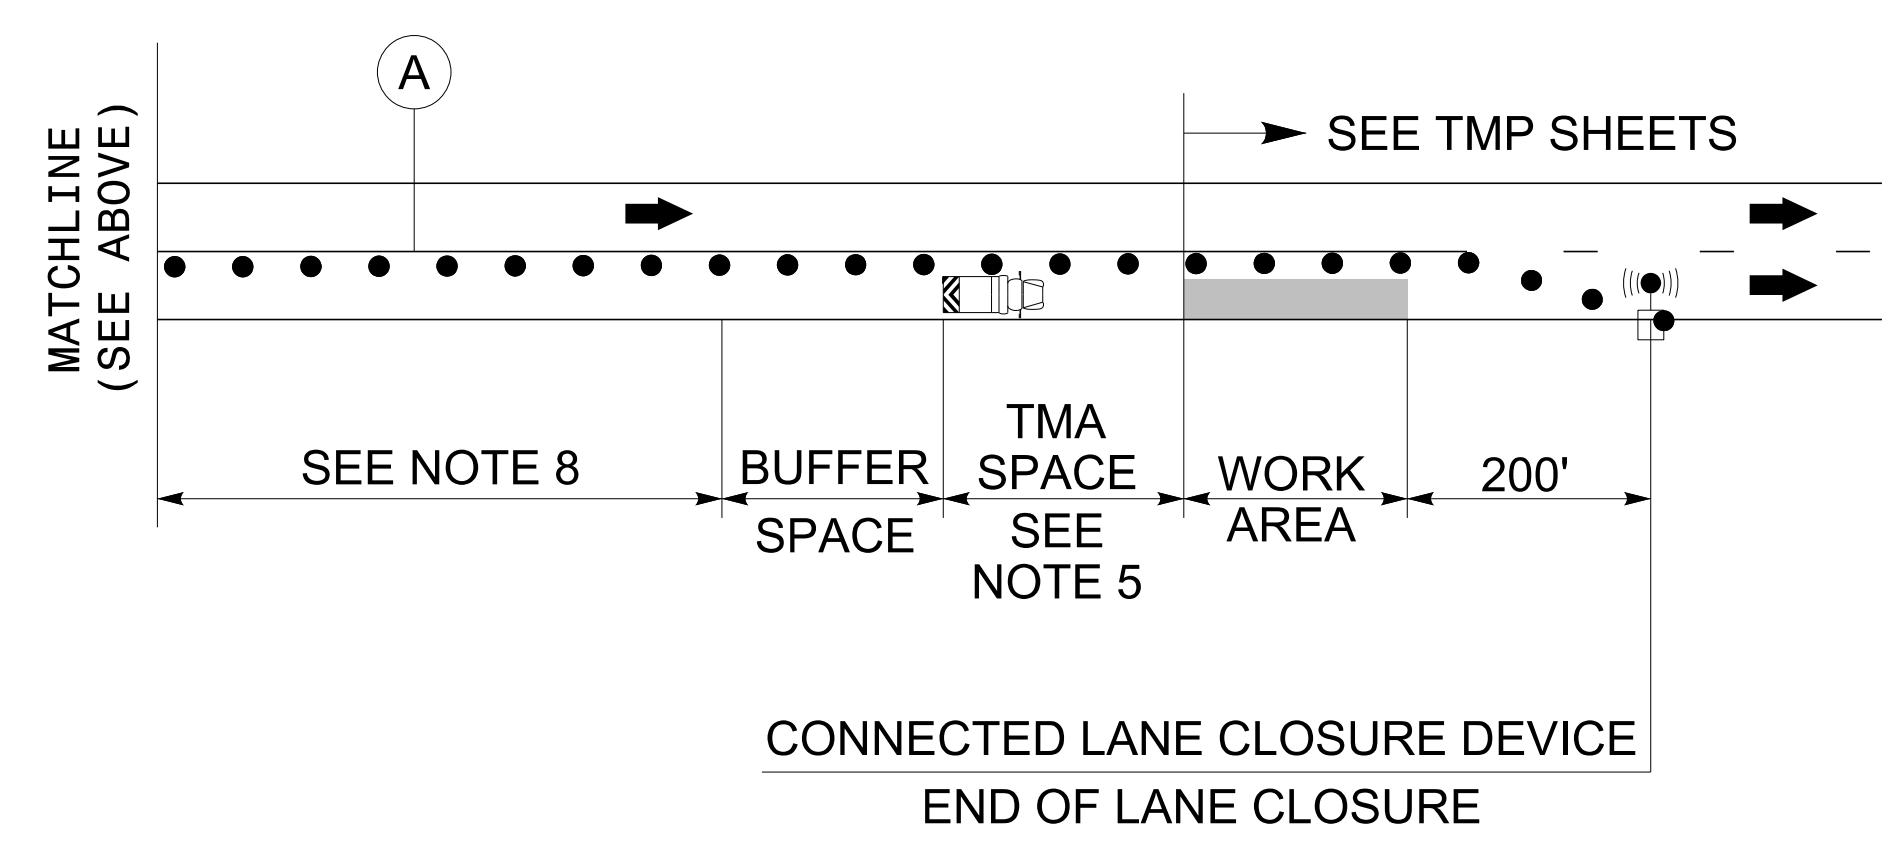 MATCHLINE
(SEE ABOVE)
A
SEE TMP SHEETS
SEE NOTE 8
BUFFER
SPACE
TMA
SPACE
SEE
NOTE 5
WORK
AREA
200'
CONNECTED LANE CLOSURE DEVICE
END OF LANE CLOSURE